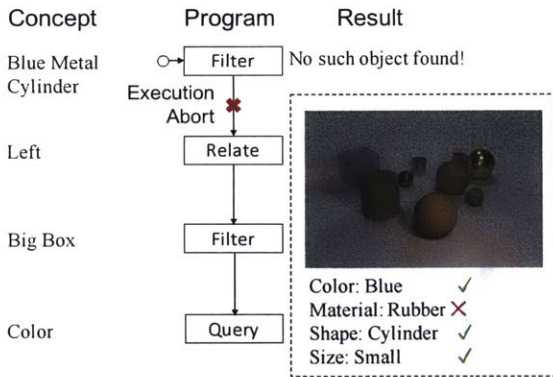 Concept Program Result
Blue Metal
Cylinder
Filter
No such object found!
Execution
Abort
Left
Relate
Big Box
Filter
Color
Query
Color: Blue ✓
Material: Rubber ✗
Shape: Cylinder ✓
Size: Small ✓